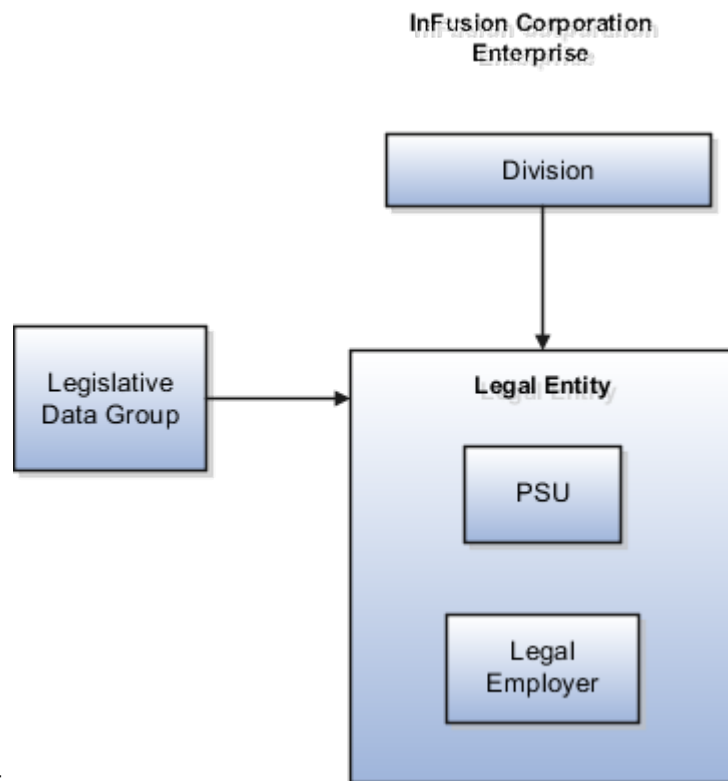 InFusion Corporation
Enterprise
Division
Legislative
Data Group
Legal Entity
PSU
Legal
Employer